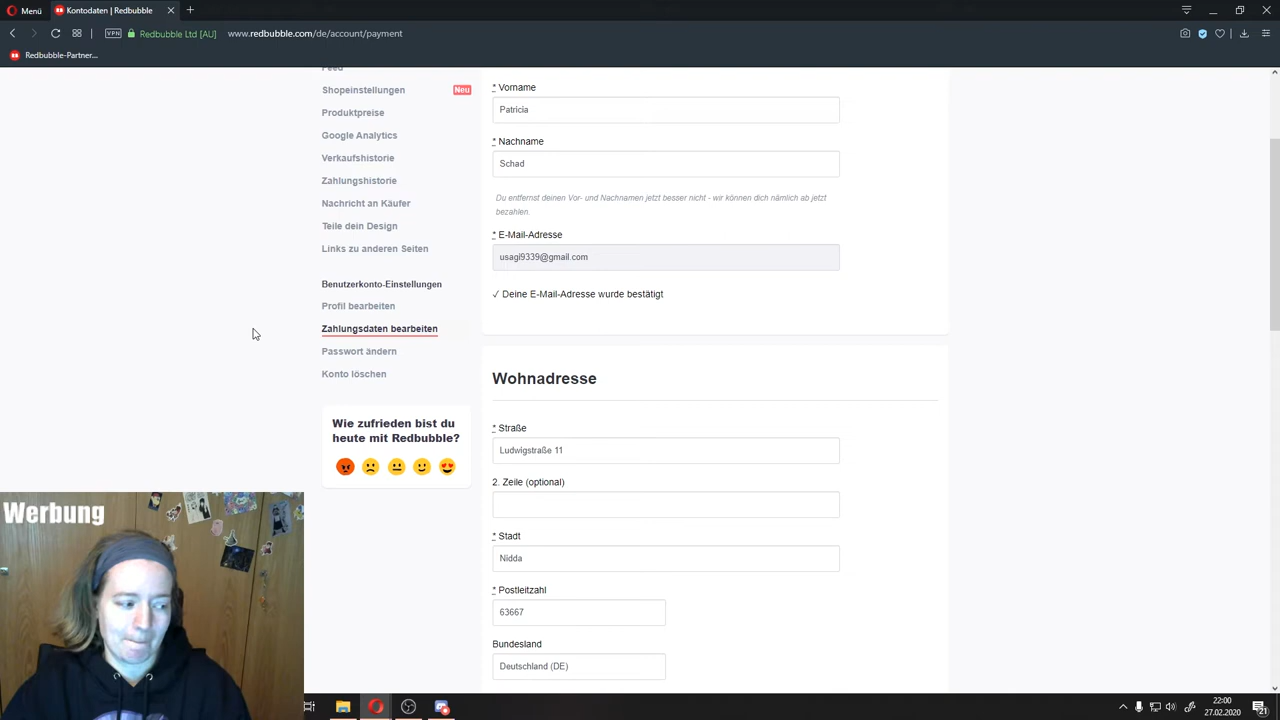 Menü
Kontodaten | Redbubble
VPN
Redbubble Ltd [AU]
www.redbubble.com/de/account/payment
Redbubble-Partner...
Feed
Shopeinstellungen
Neu
Produktpreise
Google Analytics
Verkaufshistorie
Zahlungshistorie
Nachricht an Käufer
Teile dein Design
Links zu anderen Seiten
Benutzerkonto-Einstellungen
Profil bearbeiten
Zahlungsdaten bearbeiten
Passwort ändern
Konto löschen
Wie zufrieden bist du
heute mit Redbubble?
* Vorname
Patricia
* Nachname
Schad
Du entfernst deinen Vor- und Nachnamen jetzt besser nicht - wir können dich nämlich ab jetzt
bezahlen.
* E-Mail-Adresse
usagi9339@gmail.com
✓ Deine E-Mail-Adresse wurde bestätigt
Wohnadresse
* Straße
Ludwigstraße 11
2. Zeile (optional)
* Stadt
Nidda
* Postleitzahl
63667
Bundesland
Deutschland (DE)
Werbung
22:00
27.02.2020
21